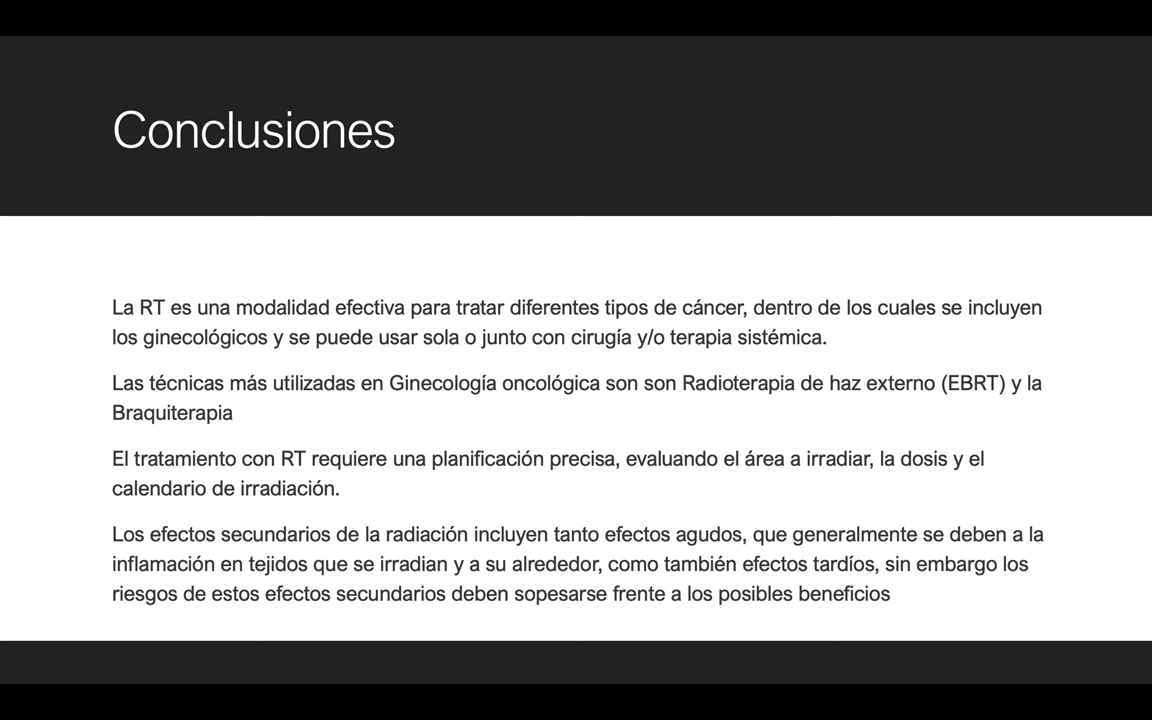 Conclusiones
La RT es una modalidad efectiva para tratar diferentes tipos de cáncer, dentro de los cuales se incluyen
los ginecológicos y se puede usar sola o junto con cirugía y/o terapia sistémica.
Las técnicas más utilizadas en Ginecología oncológica son son Radioterapia de haz externo (EBRT) y la
Braquiterapia
El tratamiento con RT requiere una planificación precisa, evaluando el área a irradiar, la dosis y el
calendario de irradiación.
Los efectos secundarios de la radiación incluyen tanto efectos agudos, que generalmente se deben a la
inflamación en tejidos que se irradian y a su alrededor, como también efectos tardíos, sin embargo los
riesgos de estos efectos secundarios deben sopesarse frente a los posibles beneficios